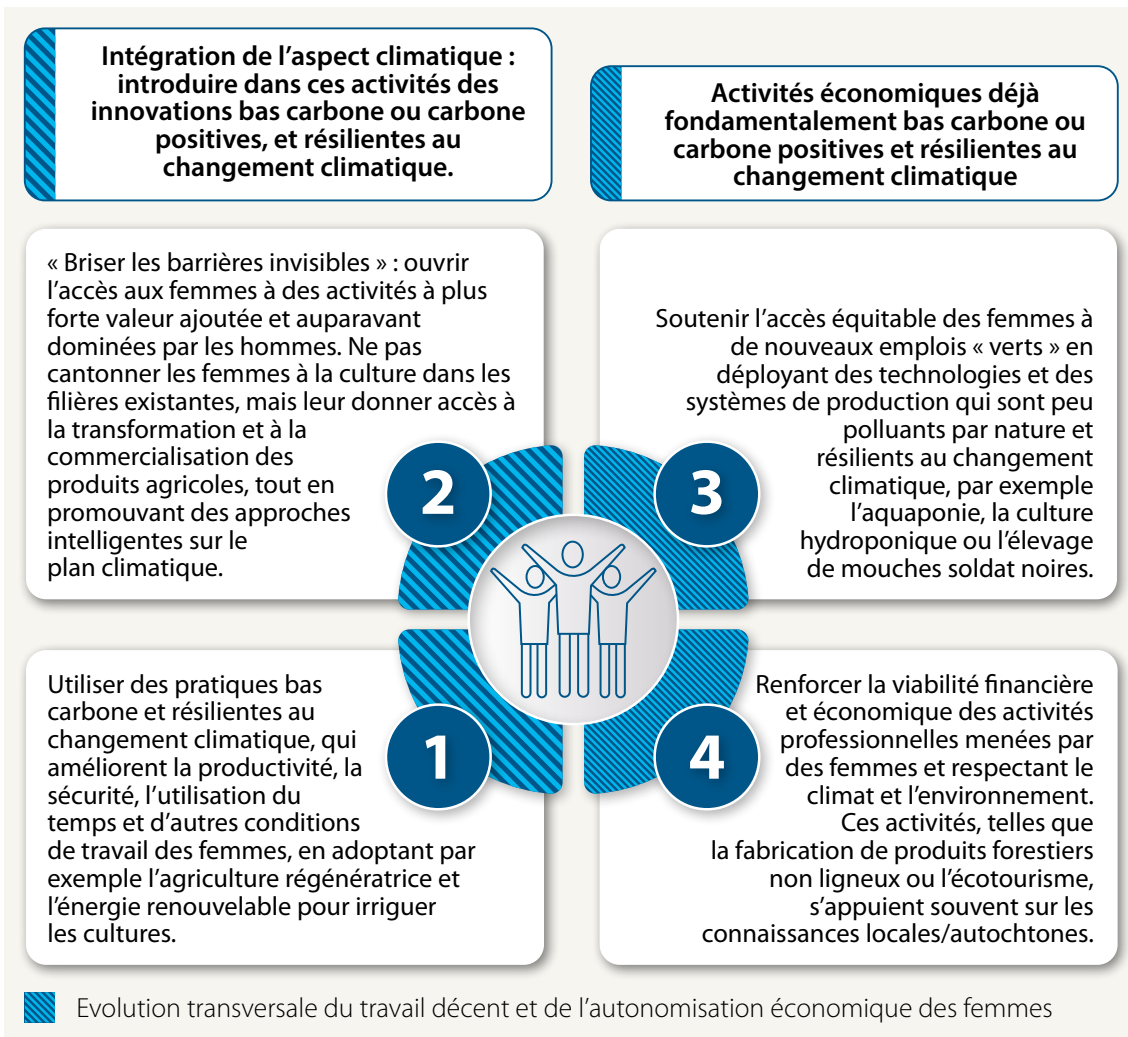 Intégration de l'aspect climatique :
introduire dans ces activités des
innovations bas carbone ou carbone
positives, et résilientes au
changement climatique.
Activités économiques déjà
fondamentalement bas carbone ou
carbone positives et résilientes au
changement climatique
« Briser les barrières invisibles » : ouvrir
l'accès aux femmes à des activités à plus
forte valeur ajoutée et auparavant
dominées par les hommes. Ne pas
cantonner les femmes à la culture dans les
filières existantes, mais leur donner accès à
la transformation et à la
commercialisation des
produits agricoles, tout en
promouvant des approches
intelligentes sur le
plan climatique.
2
3
Soutenir l'accès équitable des femmes à
de nouveaux emplois « verts » en
déployant des technologies et des
systèmes de production qui sont peu
polluants par nature et
résilients au changement
climatique, par exemple
l'aquaponie, la culture
hydroponique ou l'élevage
de mouches soldat noires.
Utiliser des pratiques bas
carbone et résilientes au
changement climatique, qui
améliorent la productivité, la
sécurité, l'utilisation du
temps et d'autres conditions
de travail des femmes, en adoptant par
exemple l'agriculture régénératrice et
l'énergie renouvelable pour irriguer
les cultures.
1
4
Renforcer la viabilité financière
et économique des activités
professionnelles menées par
des femmes et respectant le
climat et l'environnement.
Ces activités, telles que
la fabrication de produits forestiers
non ligneux ou l'écotourisme,
s'appuient souvent sur les
connaissances locales/autochtones.
Evolution transversale du travail décent et de l'autonomisation économique des femmes